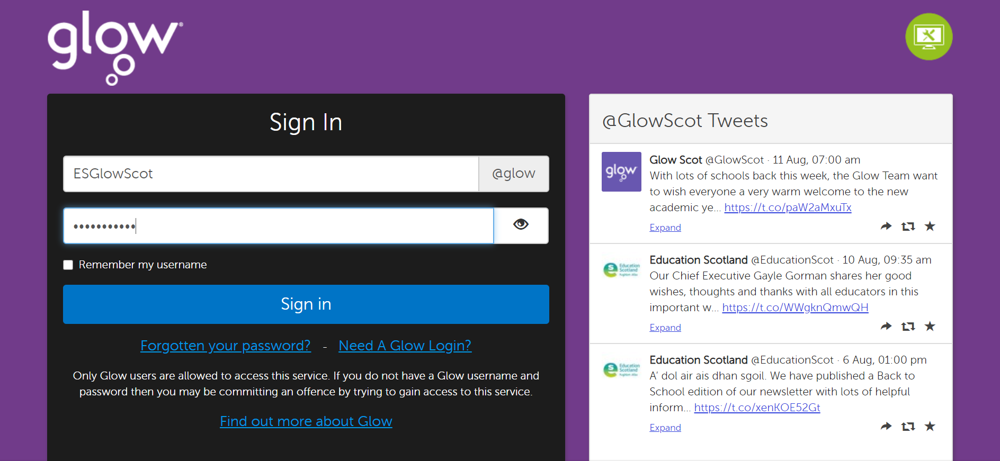 glow®
Sign In
ESGlowScot @glow
•••••••••••
Remember my username
Sign in
Forgotten your password? - Need A Glow Login?
Only Glow users are allowed to access this service. If you do not have a Glow username and
password then you may be committing an offence by trying to gain access to this service.
Find out more about Glow
@GlowScot Tweets
glow
Glow Scot @GlowScot · 11 Aug, 07:00 am
With lots of schools back this week, the Glow Team want
to wish everyone a very warm welcome to the new
academic ye... https://t.co/paW2aMxuTx
Expand
Education
Scotland
Education Scotland @EducationScot · 10 Aug, 09:35 am
Our Chief Executive Gayle Gorman shares her good
wishes, thoughts and thanks with all educators in this
important w... https://t.co/WWgknQmwQH
Expand
Education
Scotland
Education Scotland @EducationScot · 6 Aug, 01:00 pm
A’ dol air ais dhan sgoil. We have published a Back to
School edition of our newsletter with lots of helpful
inform... https://t.co/xenKOE52Gt
Expand